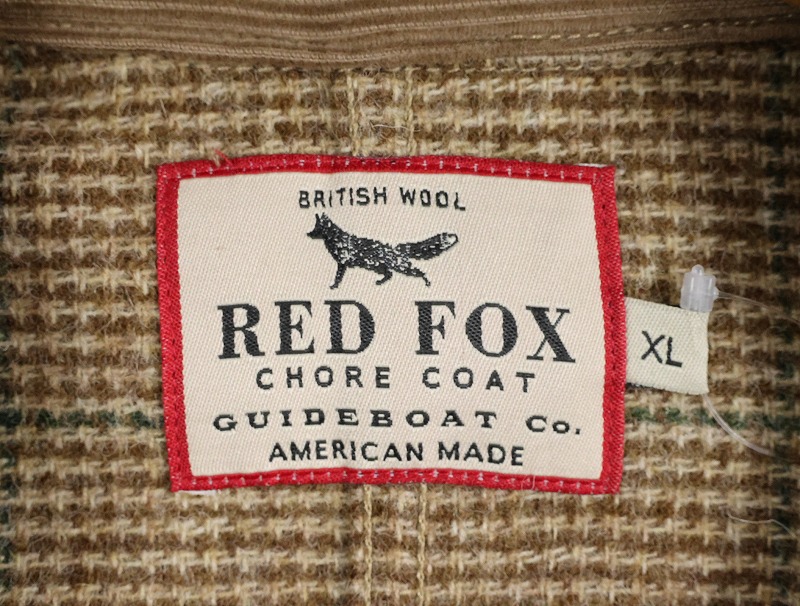 BRITISH WOOL
RED FOX
CHORE COAT
GUIDEBOAT Co.
AMERICAN MADE
XL